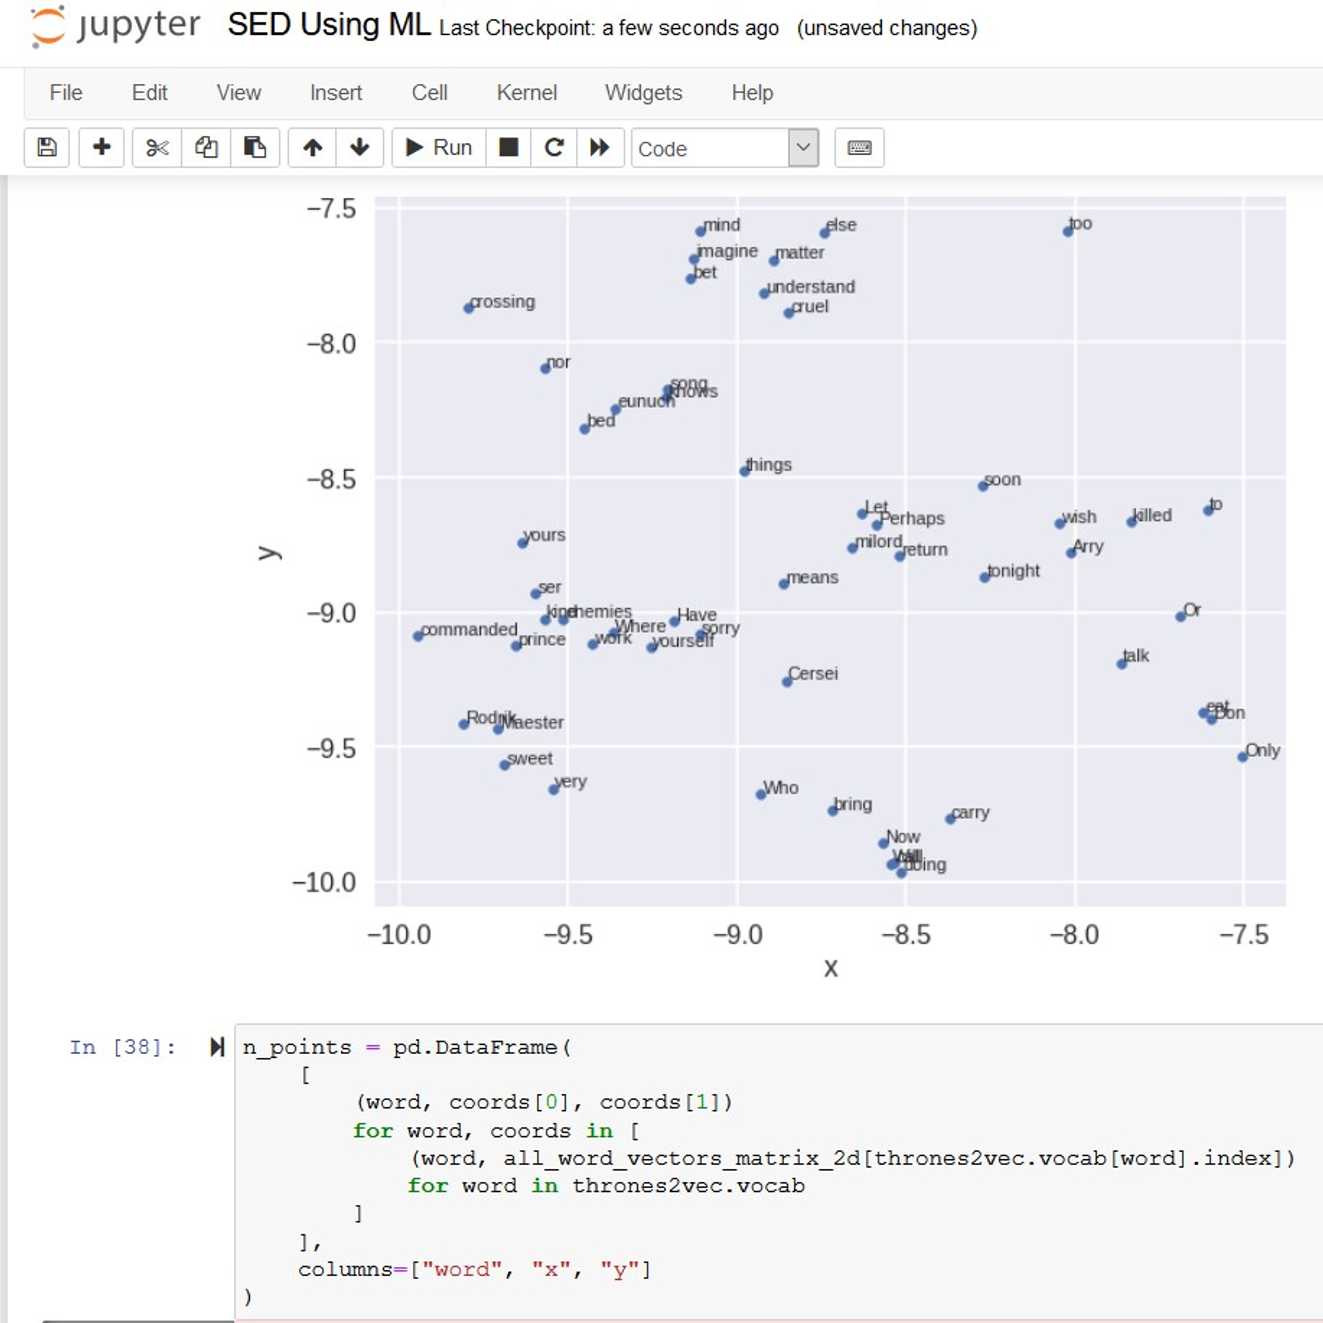 jupyter SED Using ML Last Checkpoint: a few seconds ago (unsaved changes)
File Edit View Insert Cell Kernel Widgets Help
Run Code
−7.5
mind else too
imagine matter
bet
understand
crossing cruel
−8.0
nor
song
knows
eunuch
bed
things
−8.5
soon
Let to
Perhaps wish killed
yours milord return Arry
means tonight
ser
−9.0
kind enemies Have Or
commanded Where sorry
prince work yourself
talk
Cersei
eat
Rodrik Maester Don
−9.5
sweet Only
very Who
bring carry
Now
Will
doing
−10.0
−10.0 −9.5 −9.0 −8.5 −8.0 −7.5
y
x
In [38]: n_points = pd.DataFrame(
[
(word, coords[0], coords[1])
for word, coords in [
(word, all_word_vectors_matrix_2d[thrones2vec.vocab[word].index])
for word in thrones2vec.vocab
]
],
columns=["word", "x", "y"]
)